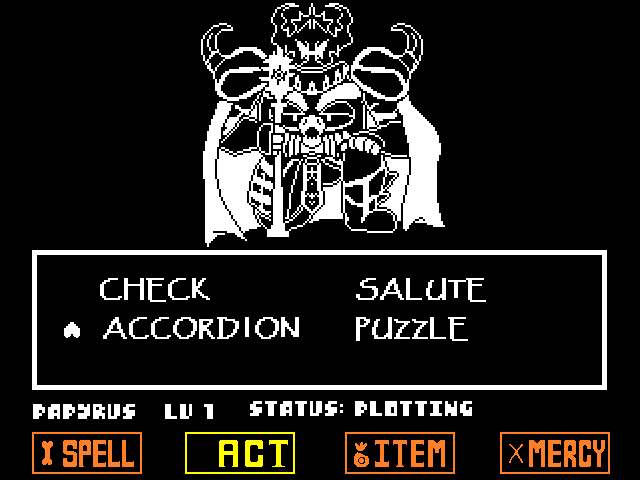 CHECK SALUTE
ACCORDION PUZZLE
PAPYRUS LV 1 STATUS: PLOTTING
SPELL ACT ITEM MERCY